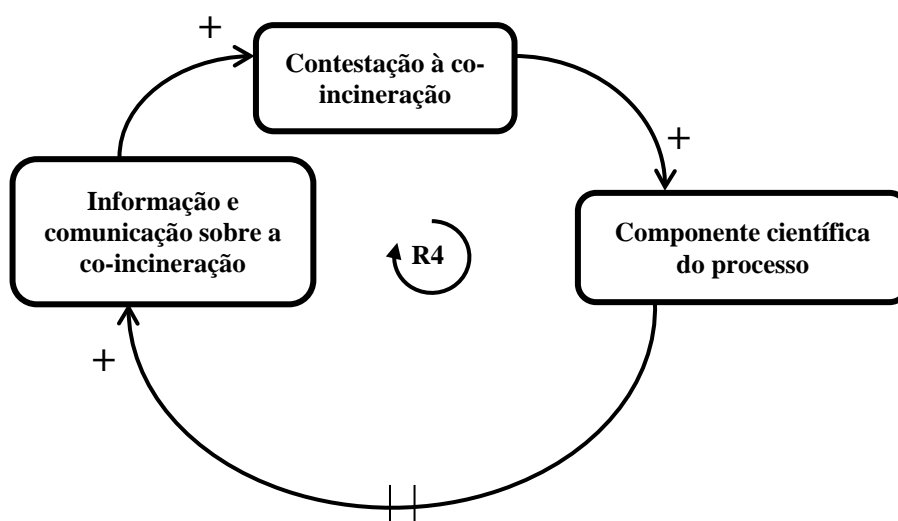 +
Contestação à co-
incineração
+
Informação e
comunicação sobre a
co-incineração
Componente científica
do processo
R4
+